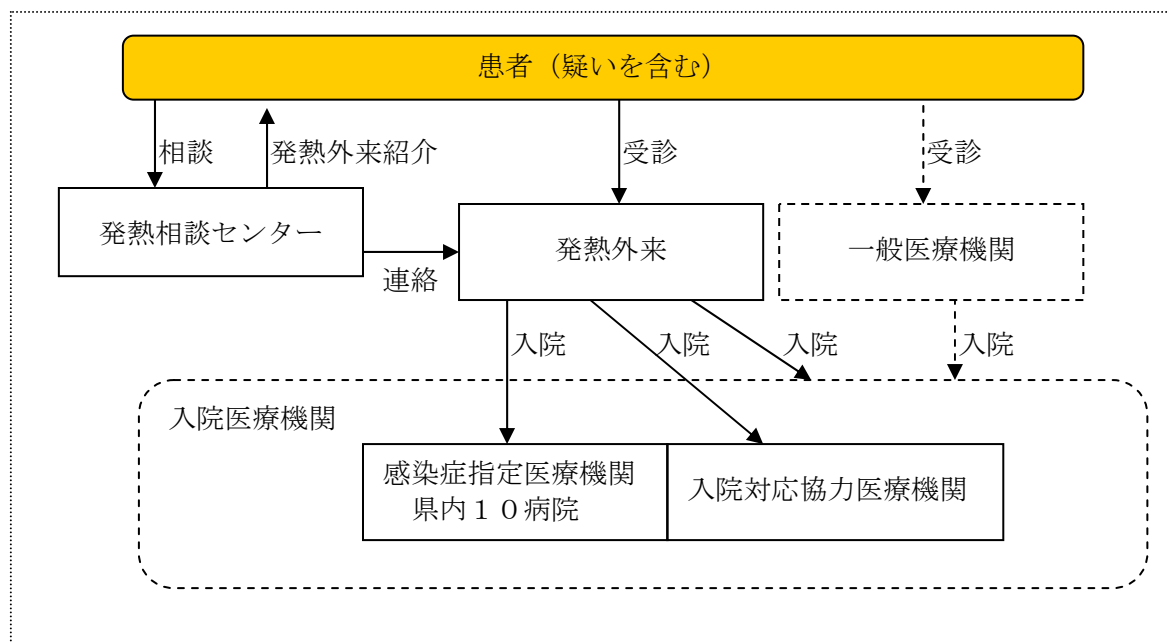 患者（疑いを含む）
相談
発熱外来紹介
受診
受診
発熱相談センター
発熱外来
一般医療機関
連絡
入院
入院
入院
入院
入院医療機関
感染症指定医療機関
県内１０病院
入院対応協力医療機関